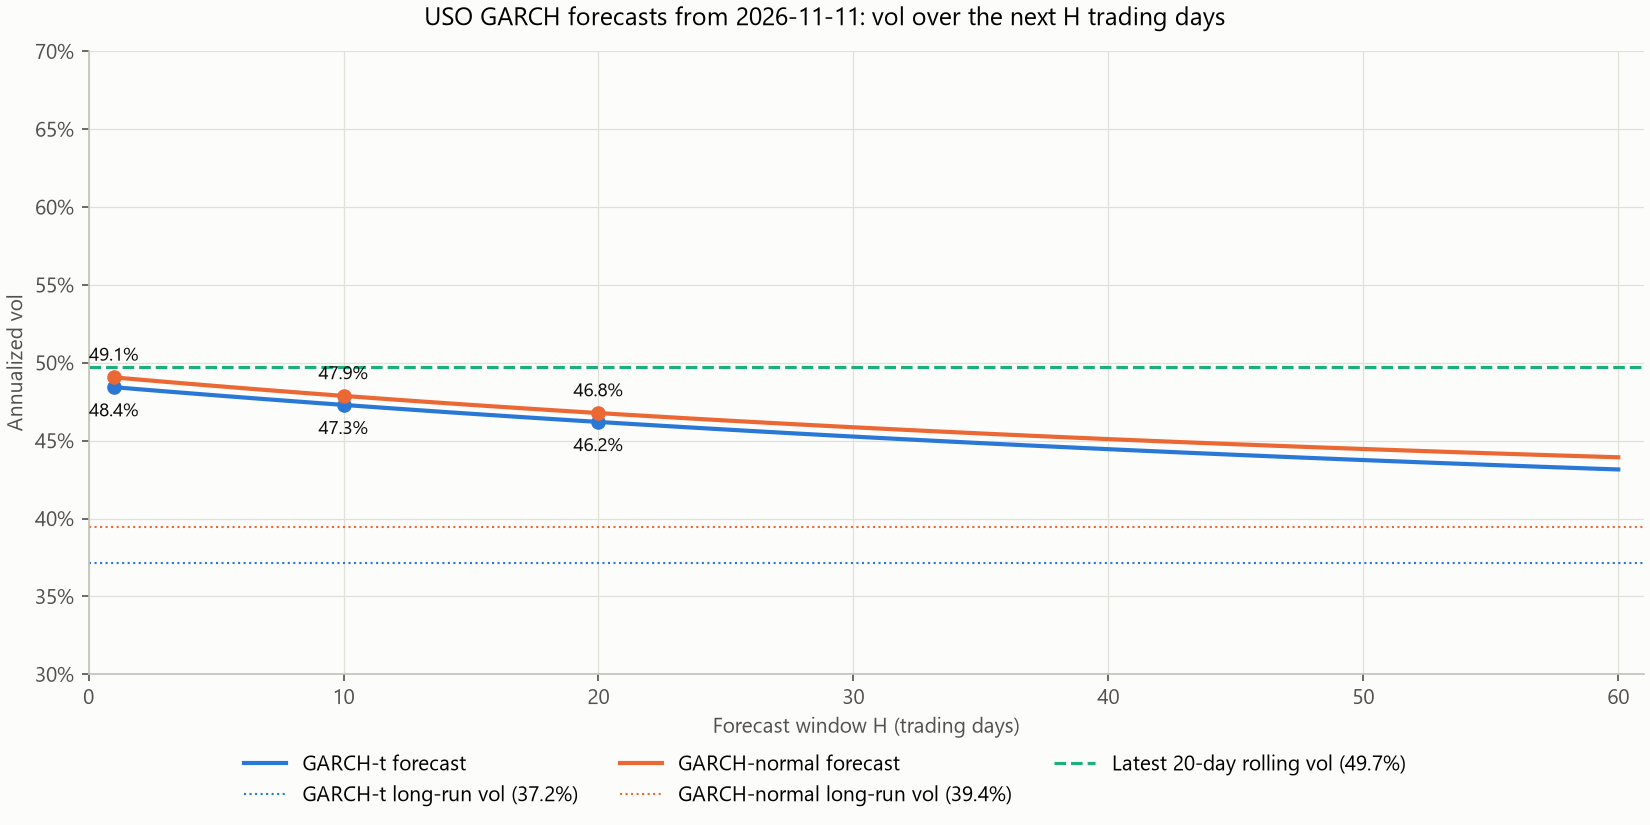 USO GARCH forecasts from 2026-11-11: vol over the next H trading days
Annualized vol
70%
65%
60%
55%
50%
45%
40%
35%
30%
49.1%
48.4%
47.9%
47.3%
46.8%
46.2%
0 10 20 30 40 50 60
Forecast window H (trading days)
GARCH-t forecast GARCH-normal forecast Latest 20-day rolling vol (49.7%)
GARCH-t long-run vol (37.2%) GARCH-normal long-run vol (39.4%)